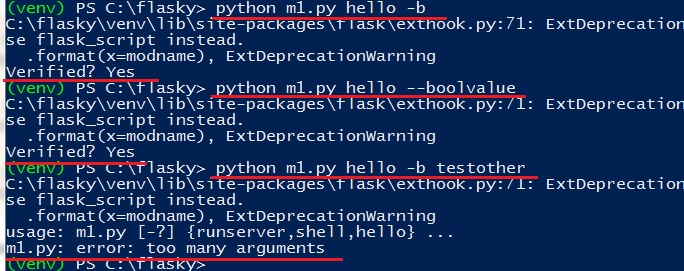 (venv) PS C:\flasky> python m1.py hello -b
C:\flasky\venv\lib\site-packages\flask\exthook.py:71: ExtDeprecation
se flask_script instead.
  .format(x=modname), ExtDeprecationWarning
Verified? Yes
(venv) PS C:\flasky> python m1.py hello --boolvalue
C:\flasky\venv\lib\site-packages\flask\exthook.py:71: ExtDeprecation
se flask_script instead.
  .format(x=modname), ExtDeprecationWarning
Verified? Yes
(venv) PS C:\flasky> python m1.py hello -b testother
C:\flasky\venv\lib\site-packages\flask\exthook.py:71: ExtDeprecation
se flask_script instead.
  .format(x=modname), ExtDeprecationWarning
usage: m1.py [-?] {runserver,shell,hello} ...
m1.py: error: too many arguments
(venv) PS C:\flasky>